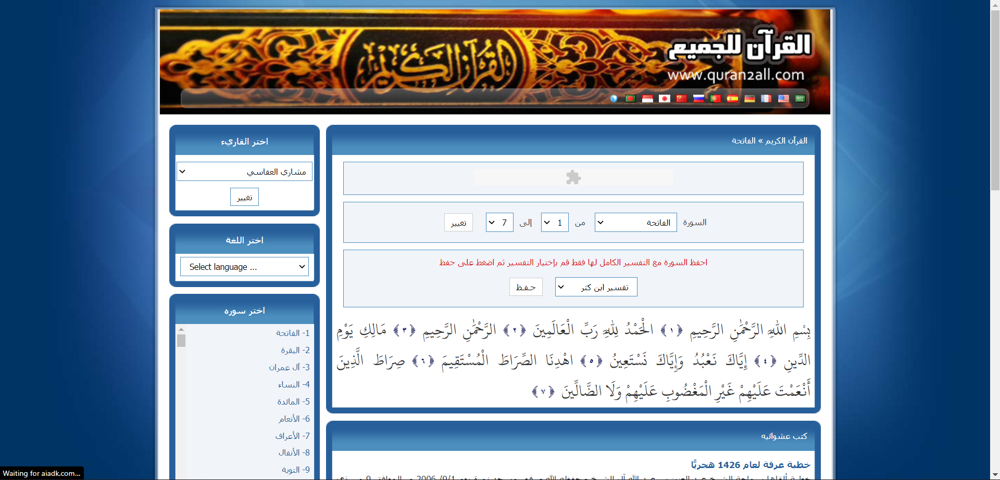 القرآن للجميع
www.quran2all.com
القرآن الكريم
القرآن الكريم » الفاتحة
السورة الفاتحة من 1 إلى 7 تغيير
احفظ السورة مع التفسير الكامل لها فقط قم بإختيار التفسير ثم اضغط على حفظ
تفسير ابن كثر حـفـظ
بِسْمِ اللَّهِ الرَّحْمَٰنِ الرَّحِيمِ ﴿١﴾ الْحَمْدُ لِلَّهِ رَبِّ الْعَالَمِينَ ﴿٢﴾ الرَّحْمَٰنِ الرَّحِيمِ ﴿٣﴾ مَالِكِ يَوْمِ
الدِّينِ ﴿٤﴾ إِيَّاكَ نَعْبُدُ وَإِيَّاكَ نَسْتَعِينُ ﴿٥﴾ اهْدِنَا الصِّرَاطَ الْمُسْتَقِيمَ ﴿٦﴾ صِرَاطَ الَّذِينَ
أَنْعَمْتَ عَلَيْهِمْ غَيْرِ الْمَغْضُوبِ عَلَيْهِمْ وَلَا الضَّالِّينَ ﴿٧﴾
كتب عشوائيه
خطبة عرفة لعام 1426 هجريًّا
اختر القاريء
مشاري العفاسي
تغيير
اختر اللغة
Select language ...
اختر سوره
1- الفاتحة
2- البقرة
3- آل عمران
4- النساء
5- المائدة
6- الأنعام
7- الأعراف
8- الأنفال
9- التوبة
Waiting for aiadk.com...